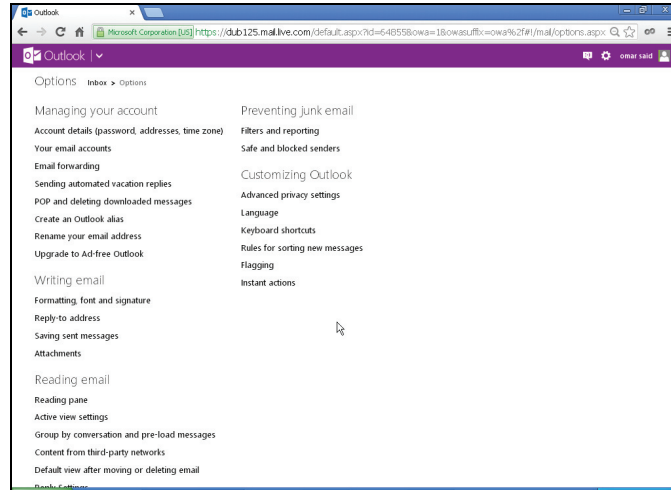 Outlook
Microsoft Corporation [US] https://dub125.mail.live.com/default.aspx?id=64855&owa=1&owasuffix=owa%2f#!/mail/options.aspx
Outlook
omar said
Options Inbox > Options
Managing your account
Account details (password, addresses, time zone)
Your email accounts
Email forwarding
Sending automated vacation replies
POP and deleting downloaded messages
Create an Outlook alias
Rename your email address
Upgrade to Ad-free Outlook
Writing email
Formatting, font and signature
Reply-to address
Saving sent messages
Attachments
Reading email
Reading pane
Active view settings
Group by conversation and pre-load messages
Content from third-party networks
Default view after moving or deleting email
Reply Settings
Preventing junk email
Filters and reporting
Safe and blocked senders
Customizing Outlook
Advanced privacy settings
Language
Keyboard shortcuts
Rules for sorting new messages
Flagging
Instant actions